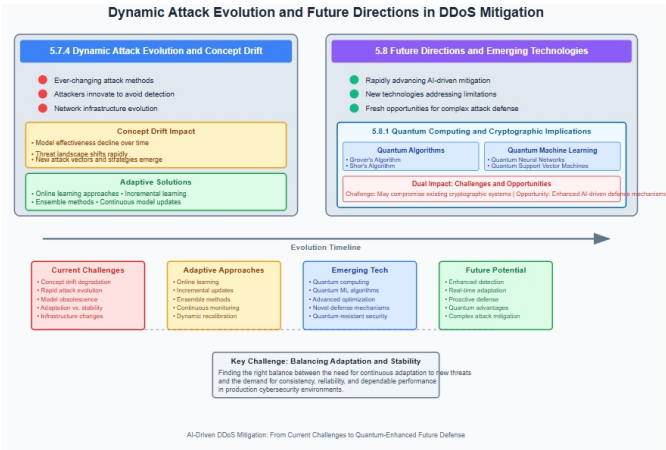 Dynamic Attack Evolution and Future Directions in DDoS Mitigation
5.7.4 Dynamic Attack Evolution and Concept Drift
Ever-changing attack methods
Attackers innovate to avoid detection
Network infrastructure evolution
Concept Drift Impact
• Model effectiveness decline over time
• Threat landscape shifts rapidly
• New attack vectors and strategies emerge
Adaptive Solutions
• Online learning approaches • Incremental learning
• Ensemble methods • Continuous model updates
5.8 Future Directions and Emerging Technologies
Rapidly advancing AI-driven mitigation
New technologies addressing limitations
Fresh opportunities for complex attack defense
5.8.1 Quantum Computing and Cryptographic Implications
Quantum Algorithms
• Grover's Algorithm
• Shor's Algorithm
Quantum Machine Learning
• Quantum Neural Networks
• Quantum Support Vector Machines
Dual Impact: Challenges and Opportunities
Challenge: May compromise existing cryptographic systems | Opportunity: Enhanced AI-driven defense mechanisms
Evolution Timeline
Current Challenges
• Concept drift degradation
• Rapid attack evolution
• Model obsolescence
• Adaptation vs. stability
• Infrastructure changes
Adaptive Approaches
• Online learning
• Incremental updates
• Ensemble methods
• Continuous monitoring
• Dynamic recalibration
Emerging Tech
• Quantum computing
• Quantum ML algorithms
• Advanced optimization
• Novel defense mechanisms
• Quantum-resistant security
Future Potential
• Enhanced detection
• Real-time adaptation
• Proactive defense
• Quantum advantages
• Complex attack mitigation
Key Challenge: Balancing Adaptation and Stability
Finding the right balance between the need for continuous adaptation to new threats
and the demand for consistency, reliability, and dependable performance
in production cybersecurity environments.
AI-Driven DDoS Mitigation: From Current Challenges to Quantum-Enhanced Future Defense